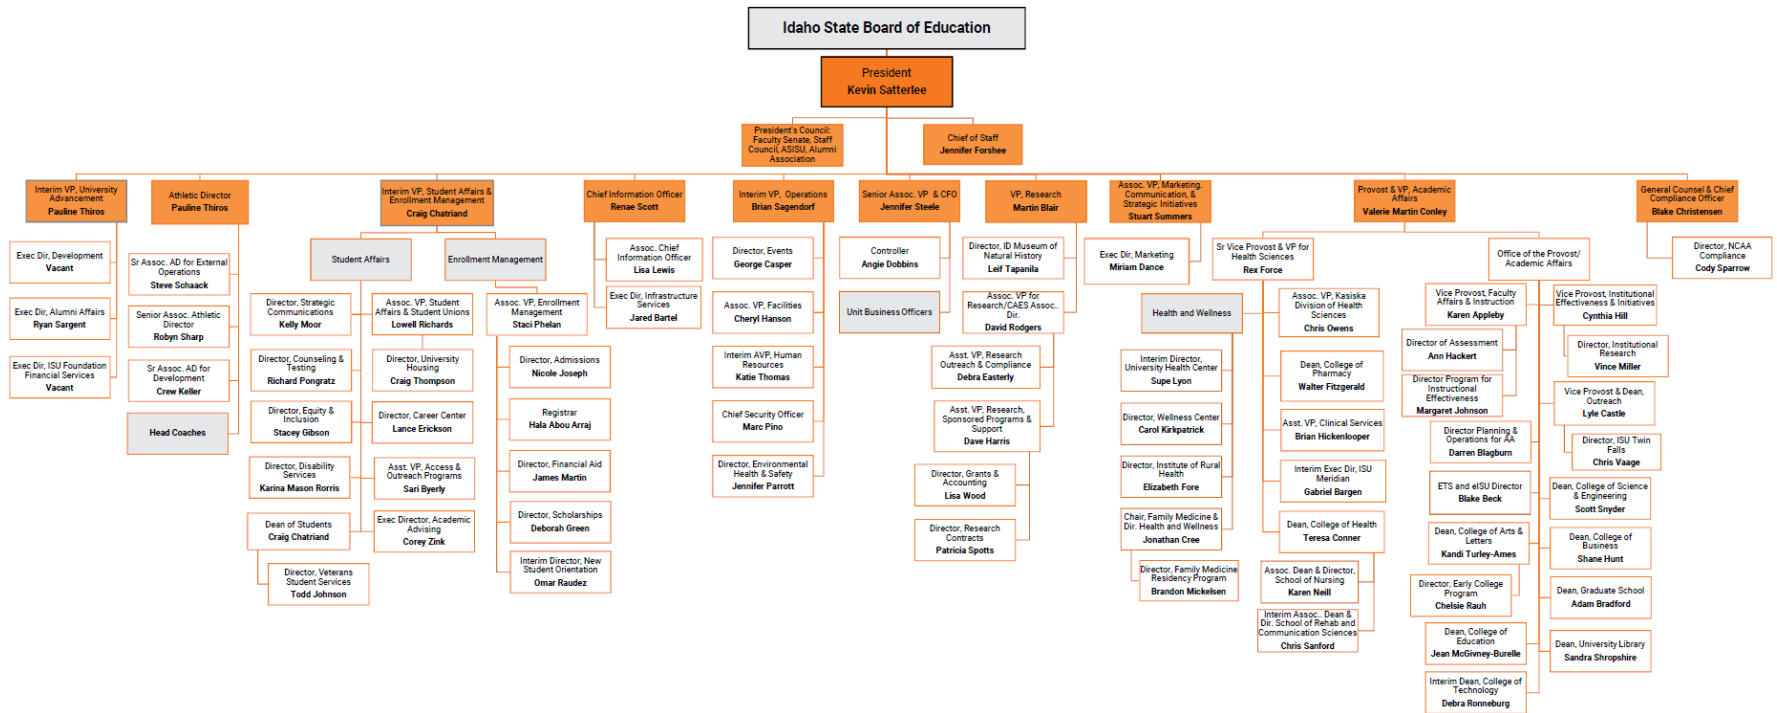 Idaho State Board of Education
President
Kevin Satterlee
President's Council:
Faculty Senate, Staff
Council, ASISU, Alumni
Association
Chief of Staff
Jennifer Forshee
Interim VP, University
Advancement
Pauline Thiros
Exec Dir, Development
Vacant
Exec Dir, Alumni Affairs
Ryan Sargent
Exec Dir, ISU Foundation
Financial Services
Vacant
Athletic Director
Pauline Thiros
Sr Assoc. AD for External
Operations
Steve Schaack
Senior Assoc. Athletic
Director
Robyn Sharp
Sr Assoc. AD for
Development
Crew Keller
Head Coaches
Interim VP, Student Affairs &
Enrollment Management
Craig Chatriand
Student Affairs
Director, Strategic
Communications
Kelly Moor
Director, Counseling &
Testing
Richard Pongratz
Director, Equity &
Inclusion
Stacey Gibson
Director, Disability
Services
Karina Mason Rorris
Dean of Students
Craig Chatriand
Director, Veterans
Student Services
Todd Johnson
Assoc. VP, Student
Affairs & Student Unions
Lowell Richards
Director, University
Housing
Craig Thompson
Director, Career Center
Lance Erickson
Asst. VP, Access &
Outreach Programs
Sari Byerly
Exec Director, Academic
Advising
Corey Zink
Enrollment Management
Assoc. VP, Enrollment
Management
Staci Phelan
Director, Admissions
Nicole Joseph
Registrar
Hala Abou Arraj
Director, Financial Aid
James Martin
Director, Scholarships
Deborah Green
Interim Director, New
Student Orientation
Omar Raudez
Chief Information Officer
Renae Scott
Assoc. Chief
Information Officer
Lisa Lewis
Exec Dir, Infrastructure
Services
Jared Bartel
Interim VP, Operations
Brian Sagendorf
Director, Events
George Casper
Assoc. VP, Facilities
Cheryl Hanson
Interim AVP, Human
Resources
Katie Thomas
Chief Security Officer
Marc Pino
Director, Environmental
Health & Safety
Jennifer Parrott
Senior Assoc. VP & CFO
Jennifer Steele
Controller
Angie Dobbins
Unit Business Officers
VP, Research
Martin Blair
Director, ID Museum of
Natural History
Leif Tapanila
Assoc. VP for
Research/CAES Assoc..
Dir.
David Rodgers
Asst. VP, Research
Outreach & Compliance
Debra Easterly
Asst. VP, Research,
Sponsored Programs &
Support
Dave Harris
Director, Grants &
Accounting
Lisa Wood
Director, Research
Contracts
Patricia Spotts
Assoc. VP, Marketing.
Communication, &
Strategic Initiatives
Stuart Summers
Exec Dir, Marketing
Miriam Dance
Provost & VP, Academic
Affairs
Valerie Martin Conley
Sr Vice Provost & VP for
Health Sciences
Rex Force
Health and Wellness
Interim Director,
University Health Center
Supe Lyon
Director, Wellness Center
Carol Kirkpatrick
Director, Institute of Rural
Health
Elizabeth Fore
Chair, Family Medicine &
Dir. Health and Wellness
Jonathan Cree
Director, Family Medicine
Residency Program
Brandon Mickelsen
Assoc. VP, Kasiska
Division of Health
Sciences
Chris Owens
Dean, College of
Pharmacy
Walter Fitzgerald
Asst. VP, Clinical Services
Brian Hickenlooper
Interim Exec Dir, ISU
Meridian
Gabriel Bargen
Dean, College of Health
Teresa Conner
Assoc. Dean & Director,
School of Nursing
Karen Neill
Interim Assoc.. Dean &
Dir. School of Rehab and
Communication Sciences
Chris Sanford
Office of the Provost/
Academic Affairs
Vice Provost, Faculty
Affairs & Instruction
Karen Appleby
Director of Assessment
Ann Hackert
Director Program for
Instructional
Effectiveness
Margaret Johnson
Director Planning &
Operations for AA
Darren Blagburn
ETS and eISU Director
Blake Beck
Dean, College of Arts &
Letters
Kandi Turley-Ames
Director, Early College
Program
Chelsie Rauh
Dean, College of
Education
Jean McGivney-Burelle
Interim Dean, College of
Technology
Debra Ronneburg
Vice Provost, Institutional
Effectiveness & Initiatives
Cynthia Hill
Director, Institutional
Research
Vince Miller
Vice Provost & Dean,
Outreach
Lyle Castle
Director, ISU Twin
Falls
Chris Vaage
Dean, College of Science
& Engineering
Scott Snyder
Dean, College of
Business
Shane Hunt
Dean, Graduate School
Adam Bradford
Dean, University Library
Sandra Shropshire
General Counsel & Chief
Compliance Officer
Blake Christensen
Director, NCAA
Compliance
Cody Sparrow